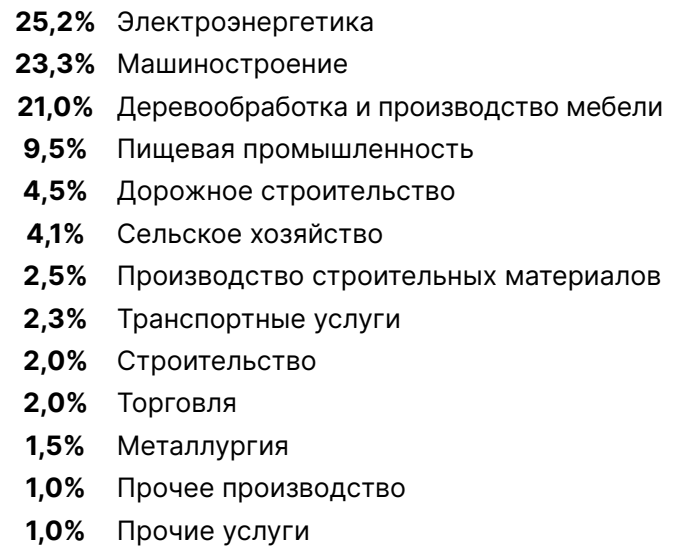 25,2% Электроэнергетика
23,3% Машиностроение
21,0% Деревообработка и производство мебели
9,5% Пищевая промышленность
4,5% Дорожное строительство
4,1% Сельское хозяйство
2,5% Производство строительных материалов
2,3% Транспортные услуги
2,0% Строительство
2,0% Торговля
1,5% Металлургия
1,0% Прочее производство
1,0% Прочие услуги